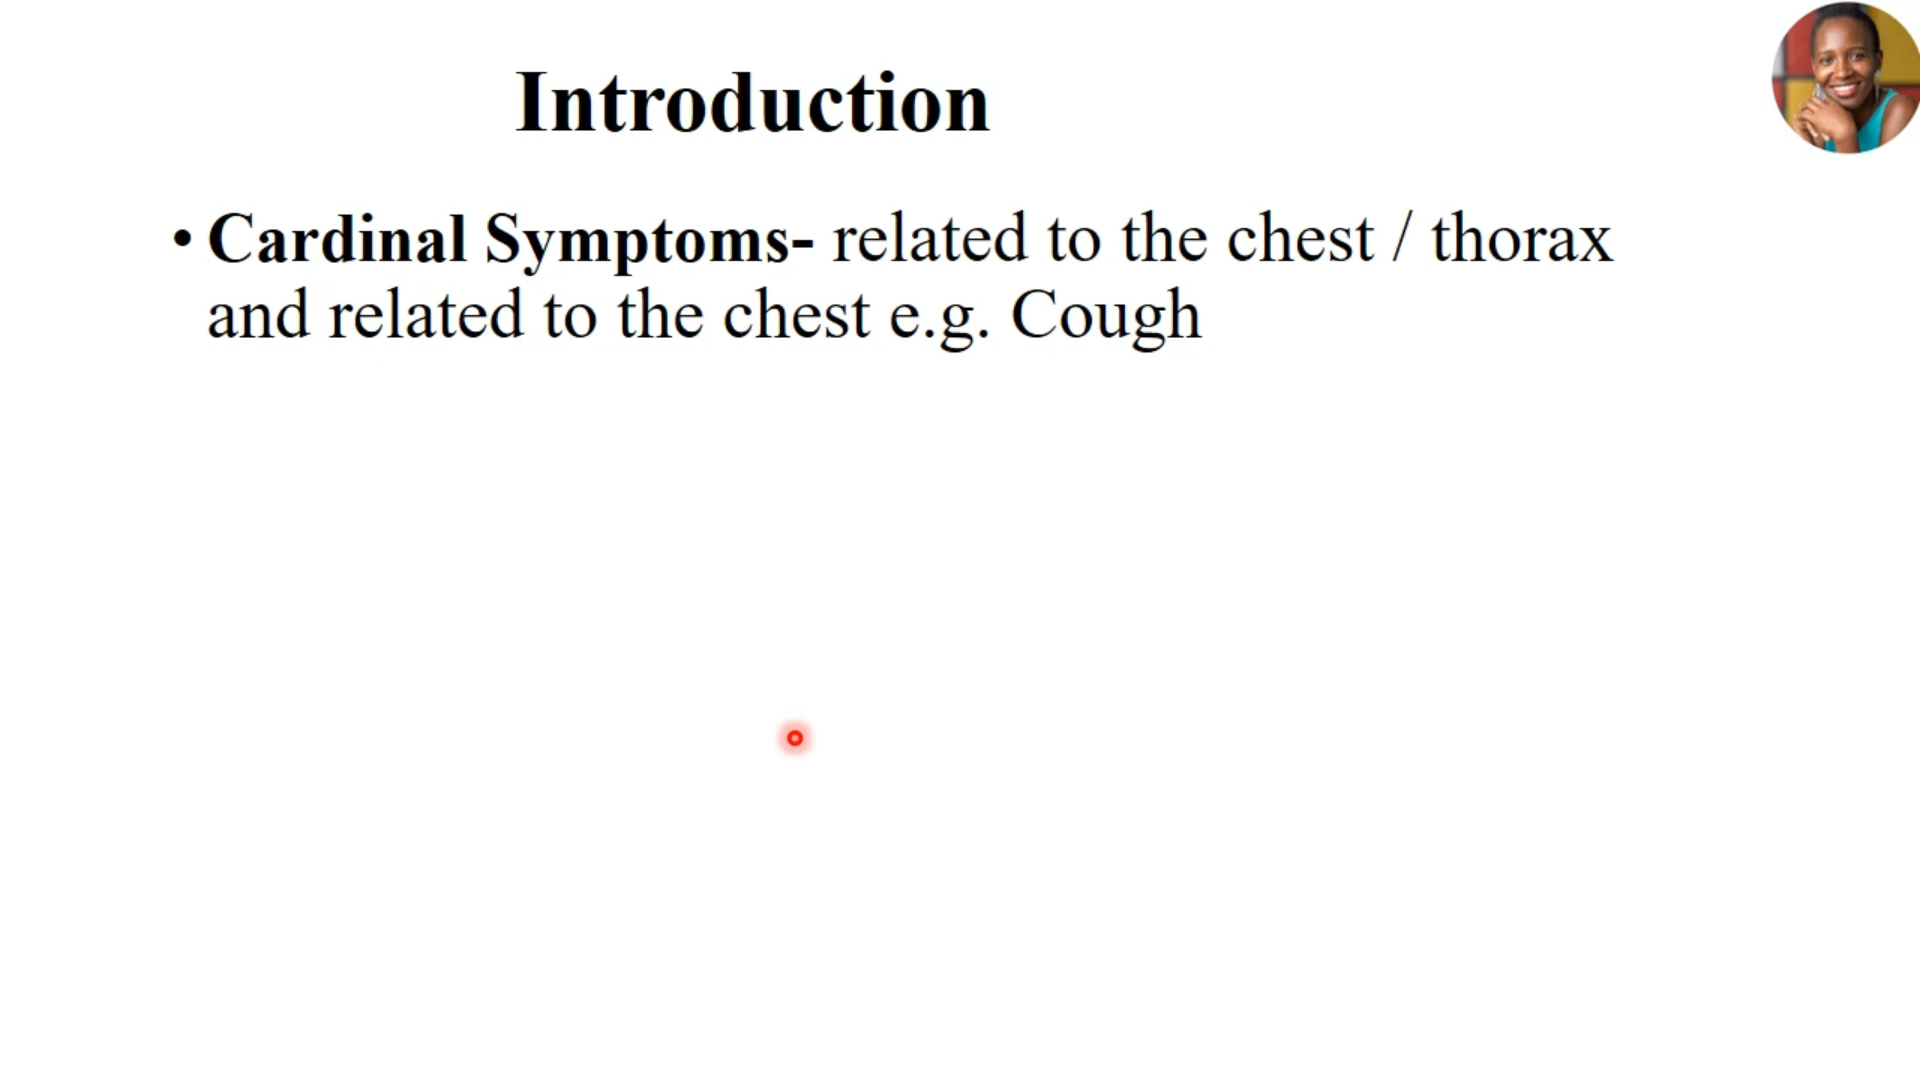 Introduction
• Cardinal Symptoms- related to the chest / thorax
and related to the chest e.g. Cough